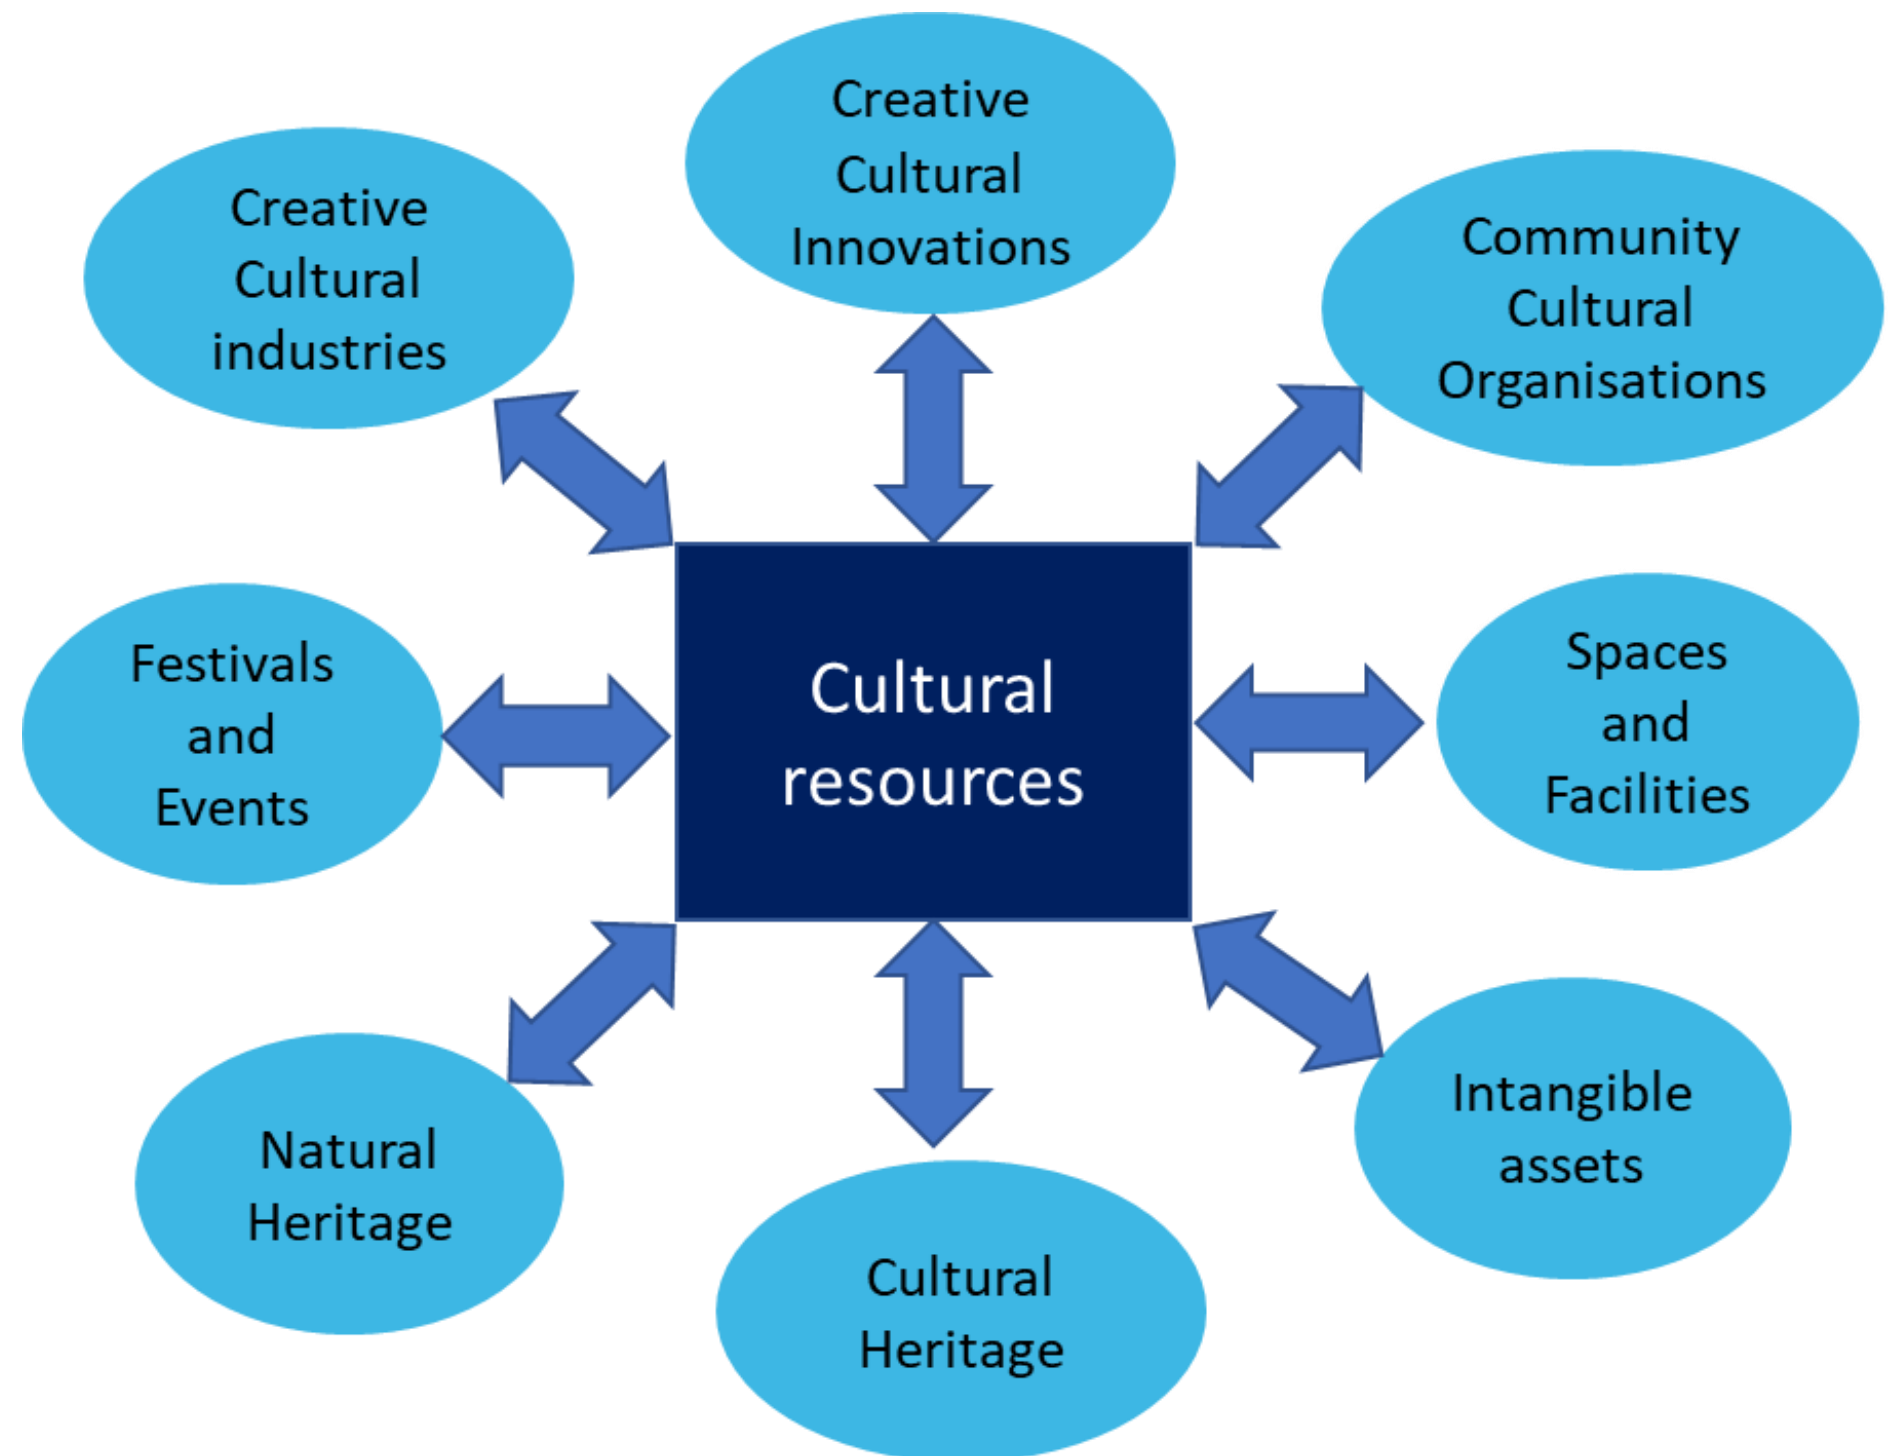 Creative
Cultural
Innovations
Creative
Cultural
industries
Community
Cultural
Organisations
Festivals
and
Events
Cultural
resources
Spaces
and
Facilities
Natural
Heritage
Cultural
Heritage
Intangible
assets